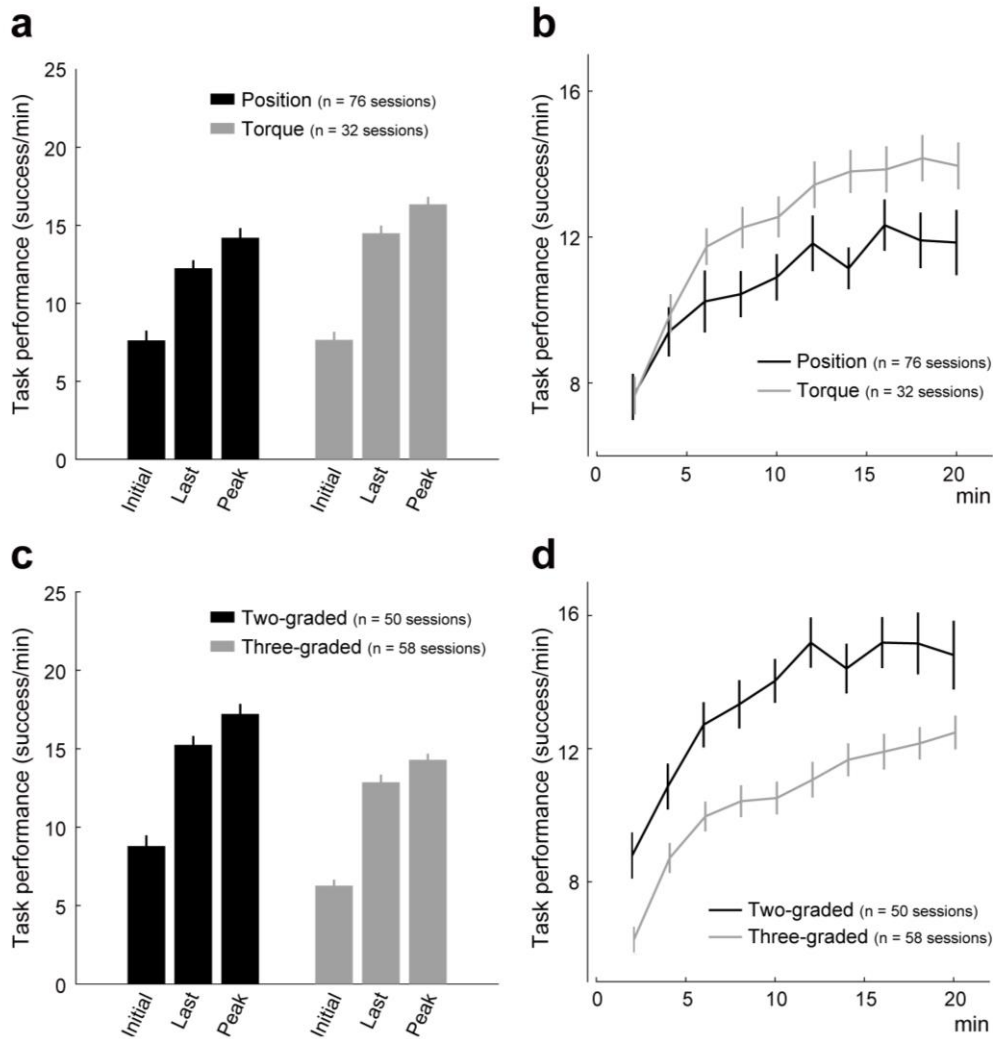 a
Task performance (success/min)
25
20
15
10
5
0
Position (n = 76 sessions)
Torque (n = 32 sessions)
Initial
Last
Peak
Initial
Last
Peak
b
Task performance (success/min)
16
12
8
Position (n = 76 sessions)
Torque (n = 32 sessions)
0 5 10 15 20
min
c
Task performance (success/min)
25
20
15
10
5
0
Two-graded (n = 50 sessions)
Three-graded (n = 58 sessions)
Initial
Last
Peak
Initial
Last
Peak
d
Task performance (success/min)
16
12
8
Two-graded (n = 50 sessions)
Three-graded (n = 58 sessions)
0 5 10 15 20
min